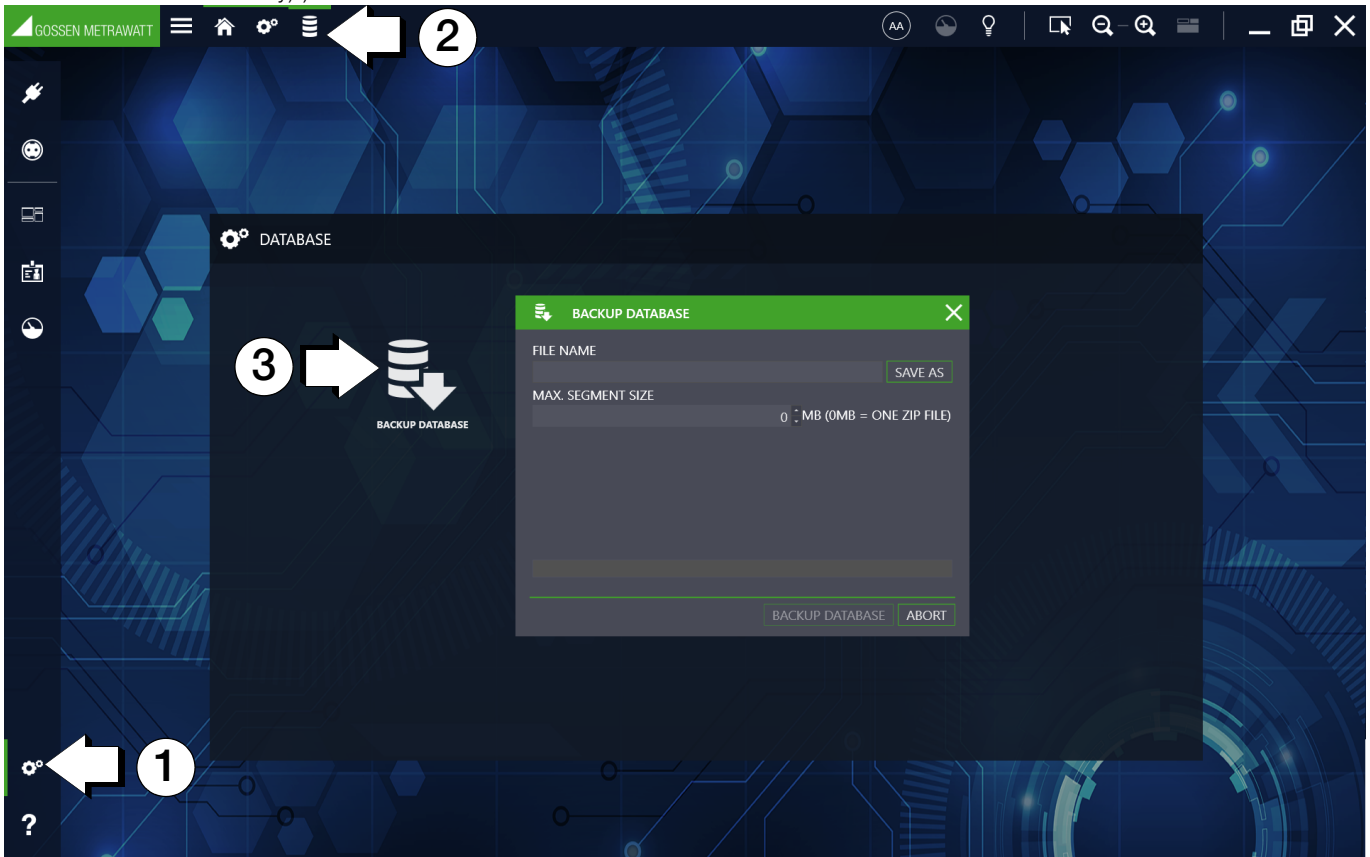 GOSSEN METRAWATT
2
AA
DATABASE
BACKUP DATABASE
FILE NAME
SAVE AS
3
MAX. SEGMENT SIZE
0 MB (0MB = ONE ZIP FILE)
BACKUP DATABASE
BACKUP DATABASE ABORT
1
?